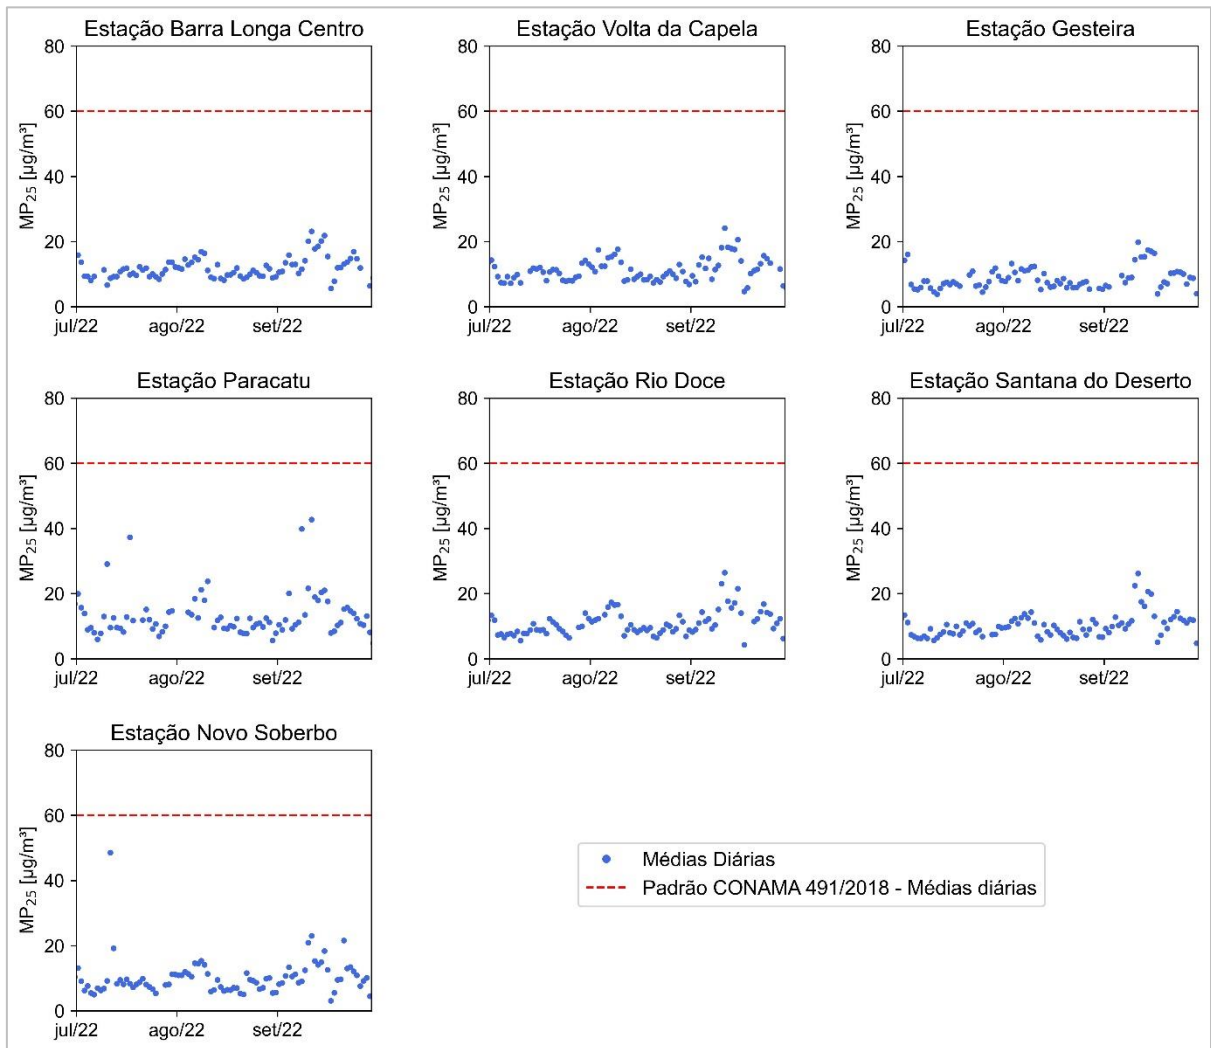 Estação Barra Longa Centro
80
60
40
20
0
MP₂₅ [µg/m³]
jul/22 ago/22 set/22
Estação Volta da Capela
80
60
40
20
0
MP₂₅ [µg/m³]
jul/22 ago/22 set/22
Estação Gesteira
80
60
40
20
0
MP₂₅ [µg/m³]
jul/22 ago/22 set/22
Estação Paracatu
80
60
40
20
0
MP₂₅ [µg/m³]
jul/22 ago/22 set/22
Estação Rio Doce
80
60
40
20
0
MP₂₅ [µg/m³]
jul/22 ago/22 set/22
Estação Santana do Deserto
80
60
40
20
0
MP₂₅ [µg/m³]
jul/22 ago/22 set/22
Estação Novo Soberbo
80
60
40
20
0
MP₂₅ [µg/m³]
jul/22 ago/22 set/22
Médias Diárias
Padrão CONAMA 491/2018 - Médias diárias